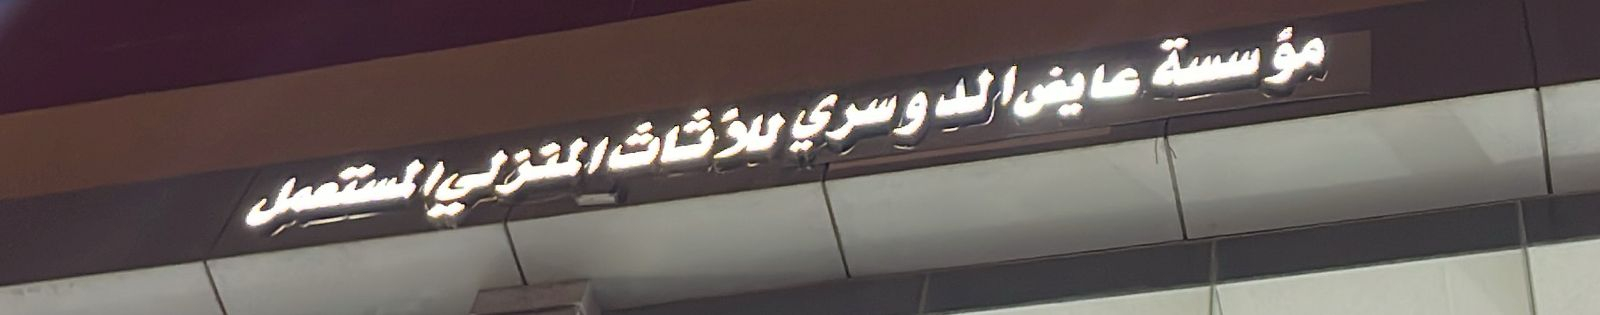 مؤسسة عايض الدوسري للأثاث المنزلي المستعمل